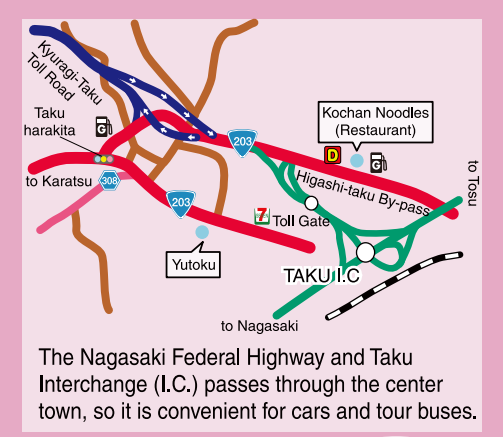 Kyuragi-Taku
Toll Road
Taku
harakita
G
203
Kochan Noodles
(Restaurant)
D
G
to Karatsu
308
203
Higashi-taku By-pass
to Tosu
7
Toll Gate
Yutoku
TAKU I.C
to Nagasaki
The Nagasaki Federal Highway and Taku
Interchange (I.C.) passes through the center
town, so it is convenient for cars and tour buses.